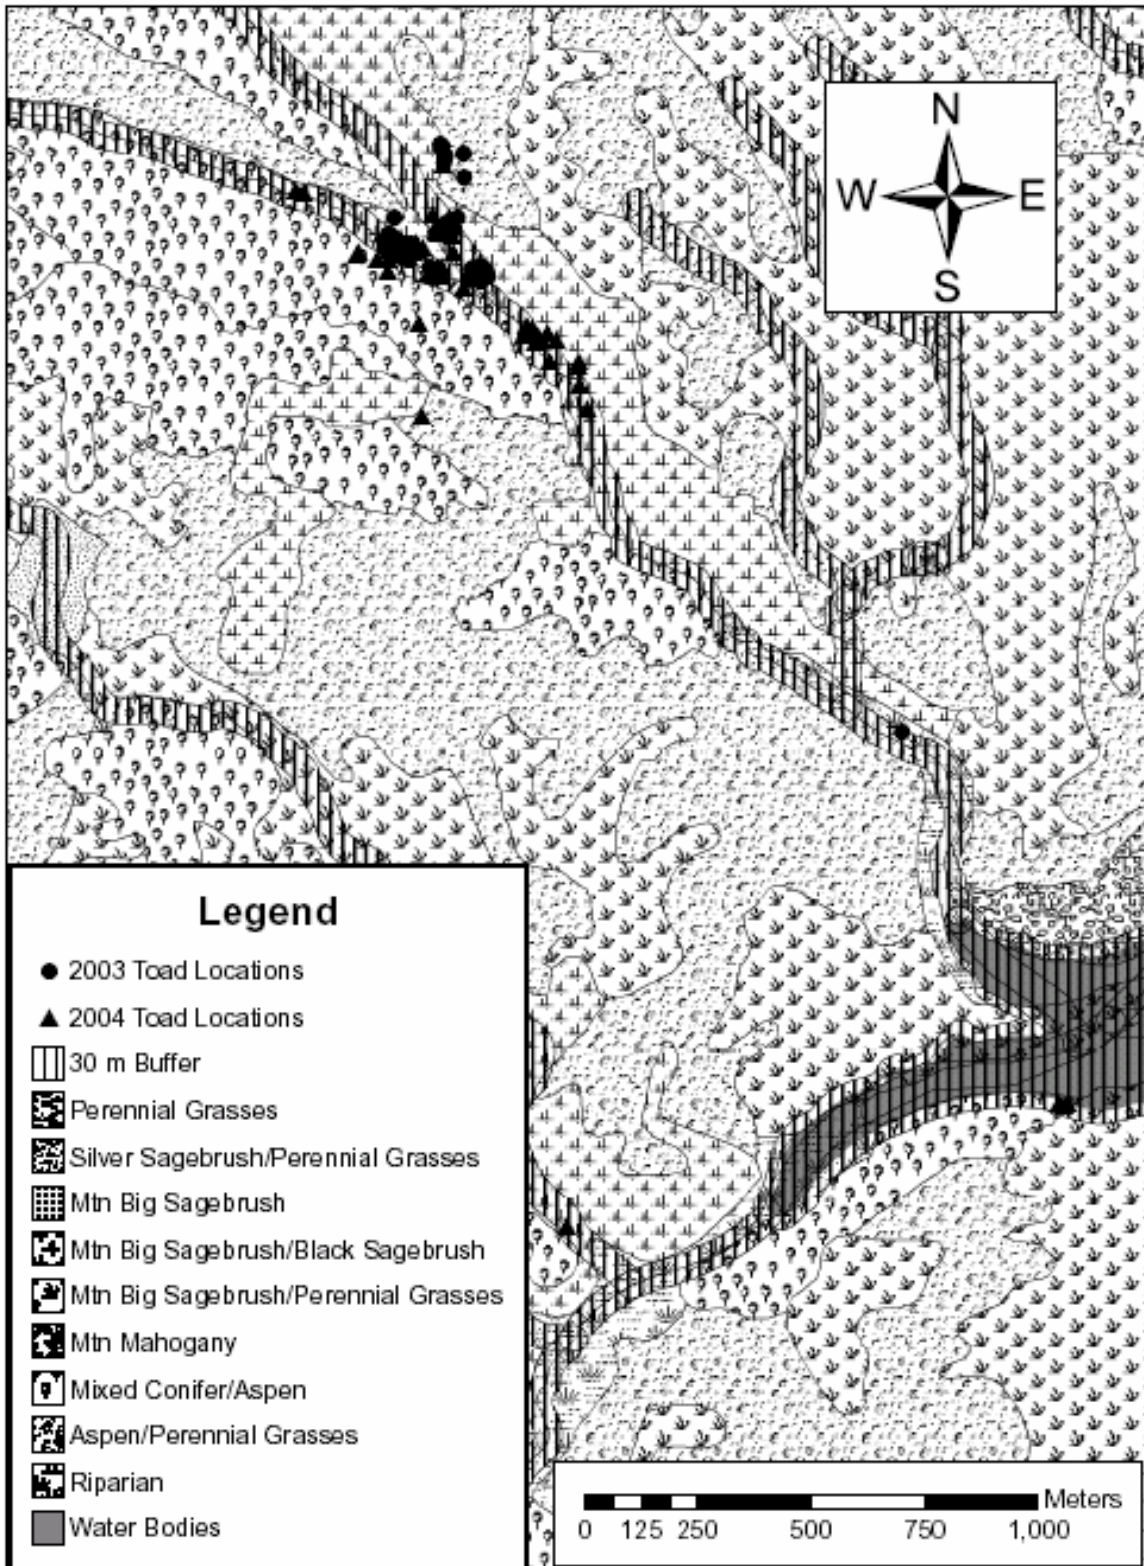 N
W E
S
Legend
2003 Toad Locations
2004 Toad Locations
30 m Buffer
Perennial Grasses
Silver Sagebrush/Perennial Grasses
Mtn Big Sagebrush
Mtn Big Sagebrush/Black Sagebrush
Mtn Big Sagebrush/Perennial Grasses
Mtn Mahogany
Mixed Conifer/Aspen
Aspen/Perennial Grasses
Riparian
Water Bodies
Meters
0 125 250 500 750 1,000